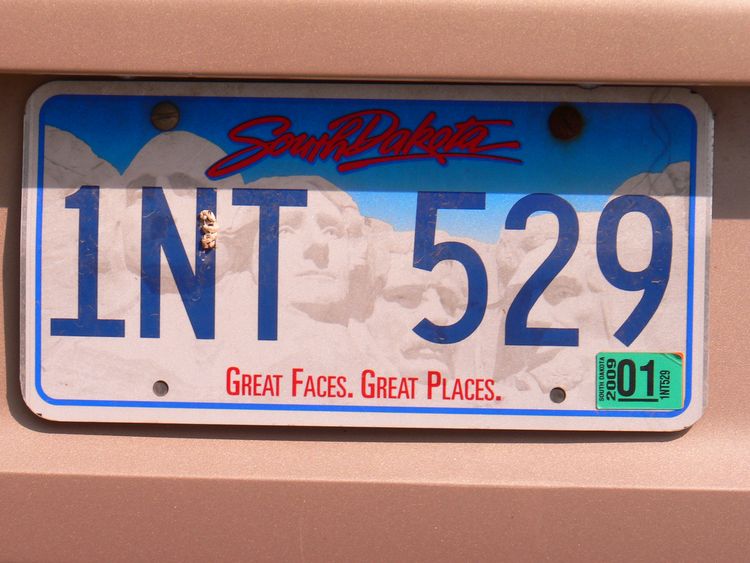 South Dakota
1NT 529
GREAT FACES. GREAT PLACES.
SOUTH DAKOTA
2009
01
1NT529